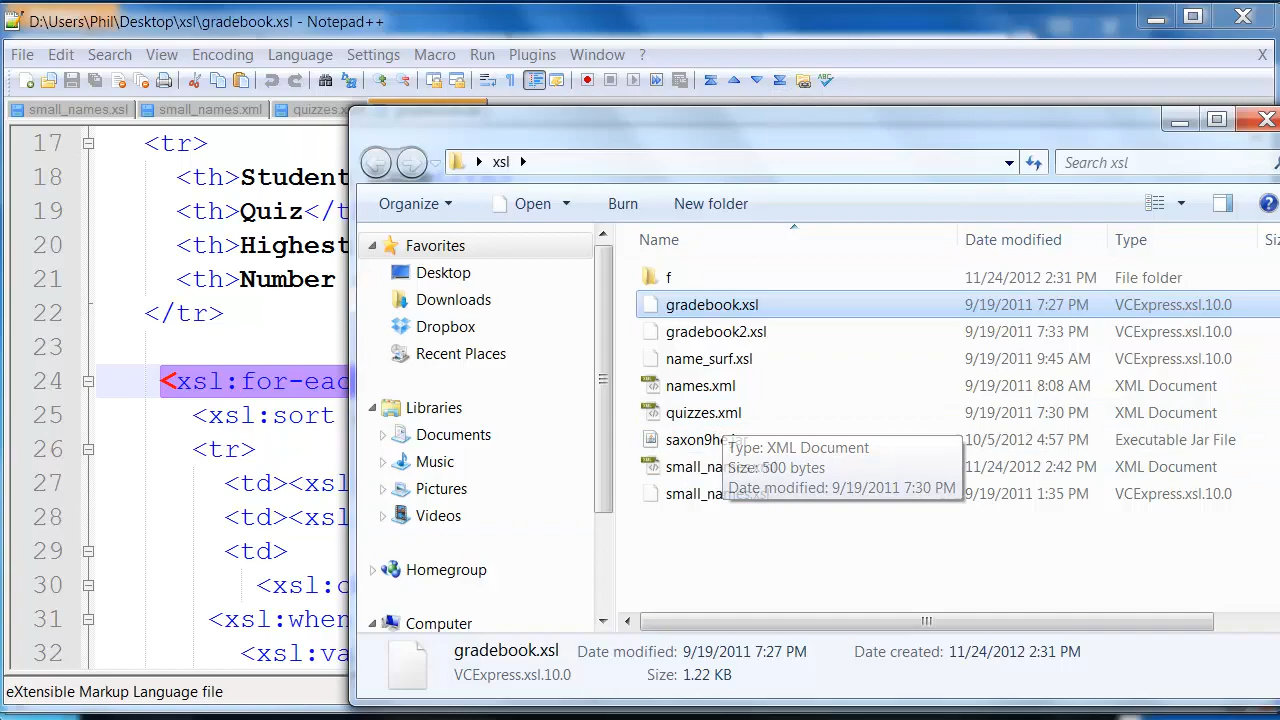 D:\Users\Phil\Desktop\xsl\gradebook.xsl - Notepad++
File Edit Search View Encoding Language Settings Macro Run Plugins Window ? X
small_names.xsl small_names.xml quizzes.x
17 <tr>
18 <th>Student
19 <th>Quiz</t
20 <th>Highest
21 <th>Number
22 </tr>
23
24 <xsl:for-eac
25 <xsl:sort
26 <tr>
27 <td><xsl
28 <td><xsl
29 <td>
30 <xsl:c
31 <xsl:when
32 <xsl:va
eXtensible Markup Language file
xsl Search xsl
Organize Open Burn New folder
Favorites
Desktop
Downloads
Dropbox
Recent Places
Libraries
Documents
Music
Pictures
Videos
Homegroup
Computer
Name Date modified Type Siz
f 11/24/2012 2:31 PM File folder
gradebook.xsl 9/19/2011 7:27 PM VCExpress.xsl.10.0
gradebook2.xsl 9/19/2011 7:33 PM VCExpress.xsl.10.0
name_surf.xsl 9/19/2011 9:45 AM VCExpress.xsl.10.0
names.xml 9/19/2011 8:08 AM XML Document
quizzes.xml 9/19/2011 7:30 PM XML Document
saxon9he.jar 10/5/2012 4:57 PM Executable Jar File
small_na 11/24/2012 2:42 PM XML Document
small_na 9/19/2011 1:35 PM VCExpress.xsl.10.0
Type: XML Document
Size: 500 bytes
Date modified: 9/19/2011 7:30 PM
gradebook.xsl Date modified: 9/19/2011 7:27 PM Date created: 11/24/2012 2:31 PM
VCExpress.xsl.10.0 Size: 1.22 KB